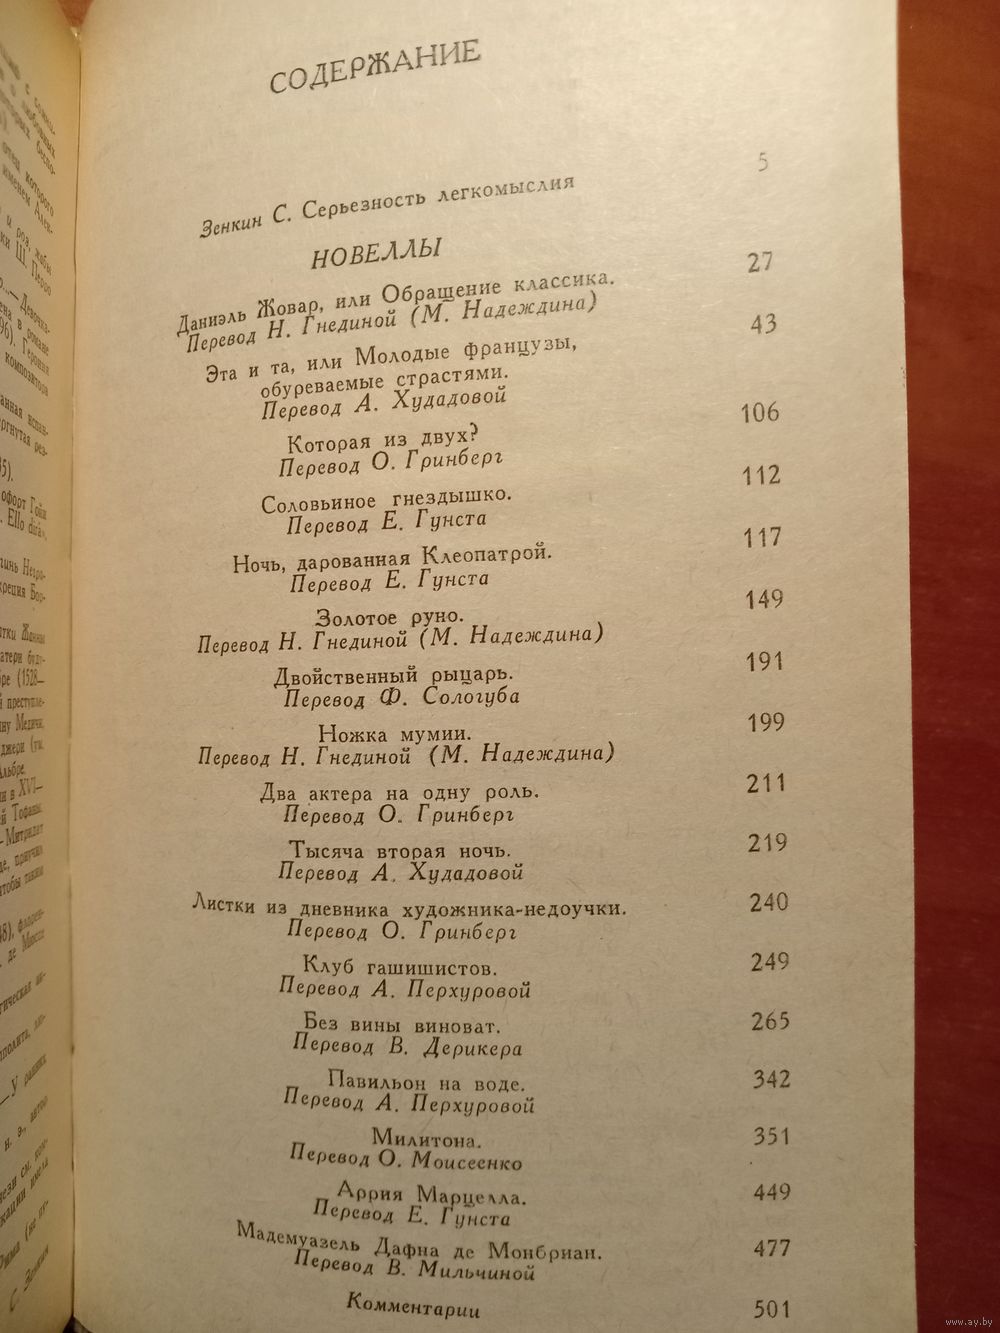 СОДЕРЖАНИЕ
Зенкин С. Серьезность легкомыслия 5
НОВЕЛЛЫ
Даниэль Жовар, или Обращение классика. 27
Перевод Н. Гнединой (М. Надеждина)
Эта и та, или Молодые французы, 43
обуреваемые страстями.
Перевод А. Худадовой
Которая из двух? 106
Перевод О. Гринберг
Соловьиное гнездышко. 112
Перевод Е. Гунста
Ночь, дарованная Клеопатрой. 117
Перевод Е. Гунста
Золотое руно. 149
Перевод Н. Гнединой (М. Надеждина)
Двойственный рыцарь. 191
Перевод Ф. Сологуба
Ножка мумии. 199
Перевод Н. Гнединой (М. Надеждина)
Два актера на одну роль. 211
Перевод О. Гринберг
Тысяча вторая ночь. 219
Перевод А. Худадовой
Листки из дневника художника-недоучки. 240
Перевод О. Гринберг
Клуб гашишистов. 249
Перевод А. Перхуровой
Без вины виноват. 265
Перевод В. Дерикера
Павильон на воде. 342
Перевод А. Перхуровой
Милитона. 351
Перевод О. Моисеенко
Аррия Марцелла. 449
Перевод Е. Гунста
Мадемуазель Дафна де Монбриан. 477
Перевод В. Мильчиной
Комментарии 501
www.ay.by